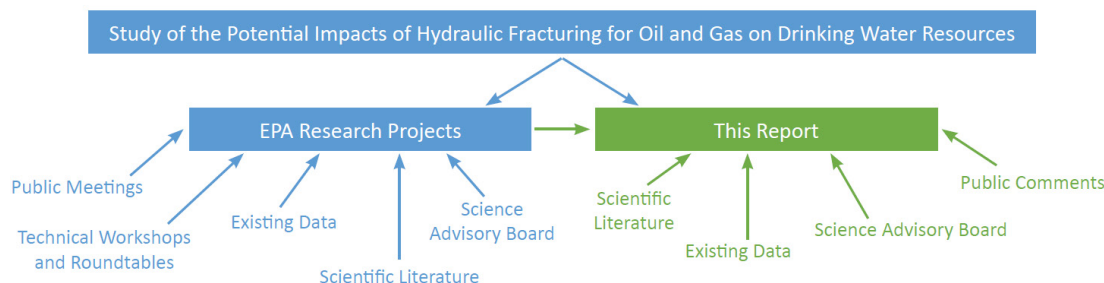 Study of the Potential Impacts of Hydraulic Fracturing for Oil and Gas on Drinking Water Resources
EPA Research Projects
This Report
Public Meetings
Technical Workshops
and Roundtables
Existing Data
Scientific Literature
Science
Advisory Board
Scientific
Literature
Existing Data
Science Advisory Board
Public Comments